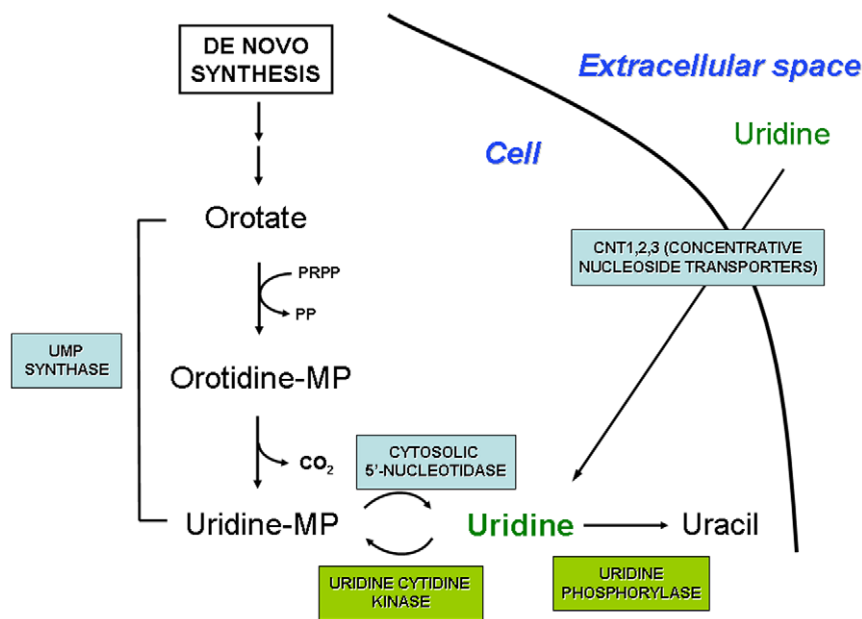 DE NOVO
SYNTHESIS
Extracellular space
Cell
Uridine
Orotate
CNT1,2,3 (CONCENTRATIVE
NUCLEOSIDE TRANSPORTERS)
PRPP
PP
UMP
SYNTHASE
Orotidine-MP
CO₂
CYTOSOLIC
5'-NUCLEOTIDASE
Uridine-MP
Uridine
Uracil
URIDINE CYTIDINE
KINASE
URIDINE
PHOSPHORYLASE